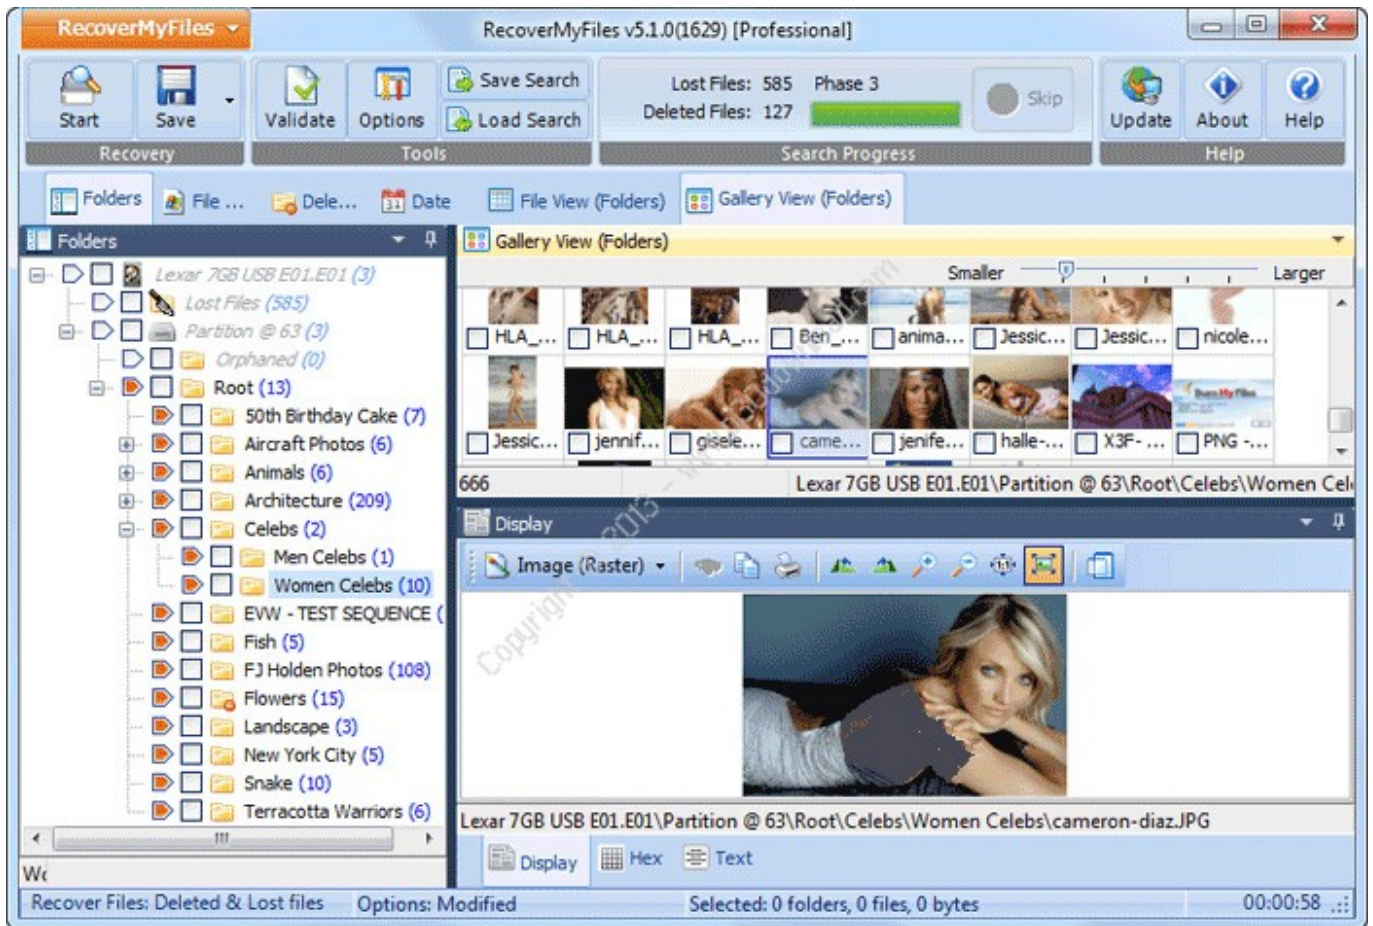 RecoverMyFiles
RecoverMyFiles v5.1.0(1629) [Professional]
Start
Save
Validate
Options
Save Search
Load Search
Lost Files: 585 Phase 3
Deleted Files: 127
Skip
Update
About
Help
Recovery
Tools
Search Progress
Help
Folders
File ...
Dele...
Date
File View (Folders)
Gallery View (Folders)
Folders
Lexar 7GB USB E01.E01 (3)
Lost Files (585)
Partition @ 63 (3)
Orphaned (0)
Root (13)
50th Birthday Cake (7)
Aircraft Photos (6)
Animals (6)
Architecture (209)
Celebs (2)
Men Celebs (1)
Women Celebs (10)
EVW - TEST SEQUENCE (
Fish (5)
FJ Holden Photos (108)
Flowers (15)
Landscape (3)
New York City (5)
Snake (10)
Terracotta Warriors (6)
Gallery View (Folders)
Smaller
Larger
HLA_... HLA_... HLA_... Ben_... anima... Jessic... Jessic... nicole...
Jessic... jennif... gisele... came... jenife... halle-... X3F- ... PNG -...
666
Lexar 7GB USB E01.E01\Partition @ 63\Root\Celebs\Women Cel
Display
Image (Raster)
Lexar 7GB USB E01.E01\Partition @ 63\Root\Celebs\Women Celebs\cameron-diaz.JPG
Display
Hex
Text
Recover Files: Deleted & Lost files
Options: Modified
Selected: 0 folders, 0 files, 0 bytes
00:00:58